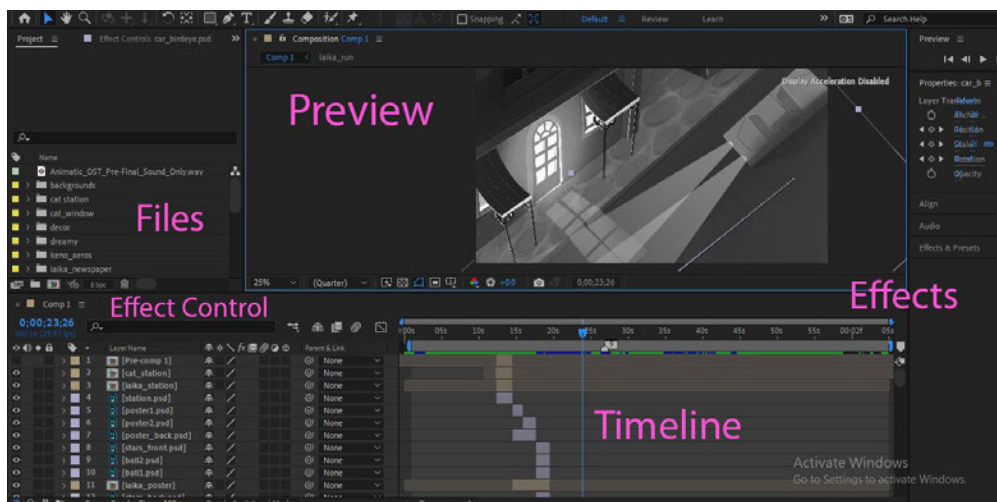 Snapping
Default
Review
Learn
Search Help
Project
Effect Controls car_birdeye.psd
Composition Comp 1
Preview
Comp 1
laika_run
Display Acceleration Disabled
Preview
Properties: car_b
Layer Transform
Position
Scale
Rotation
Opacity
Align
Audio
Effects & Presets
Name
Animatic_OST_Pre-Final_Sound_Only.wav
backgrounds
cat station
cat_window
decor
dreamy
keno_aeros
laika_newspaper
Files
8 bpc
25%
(Quarter)
+0.0
0;00;23;26
Effects
Comp 1
Effect Control
0;00;23;26
Layer Name
Parent & Link
05s
10s
15s
20s
25s
30s
35s
40s
45s
50s
55s
00:02f
05s
1 [Pre-comp 1] None
2 [cat_station] None
3 [laika_station] None
4 [station.psd] None
5 [poster1.psd] None
6 [poster2.psd] None
7 [poster_back.psd] None
8 [stars_front.psd] None
9 [ball2.psd] None
10 [ball1.psd] None
11 [laika_poster] None
Timeline
Activate Windows
Go to Settings to activate Windows.